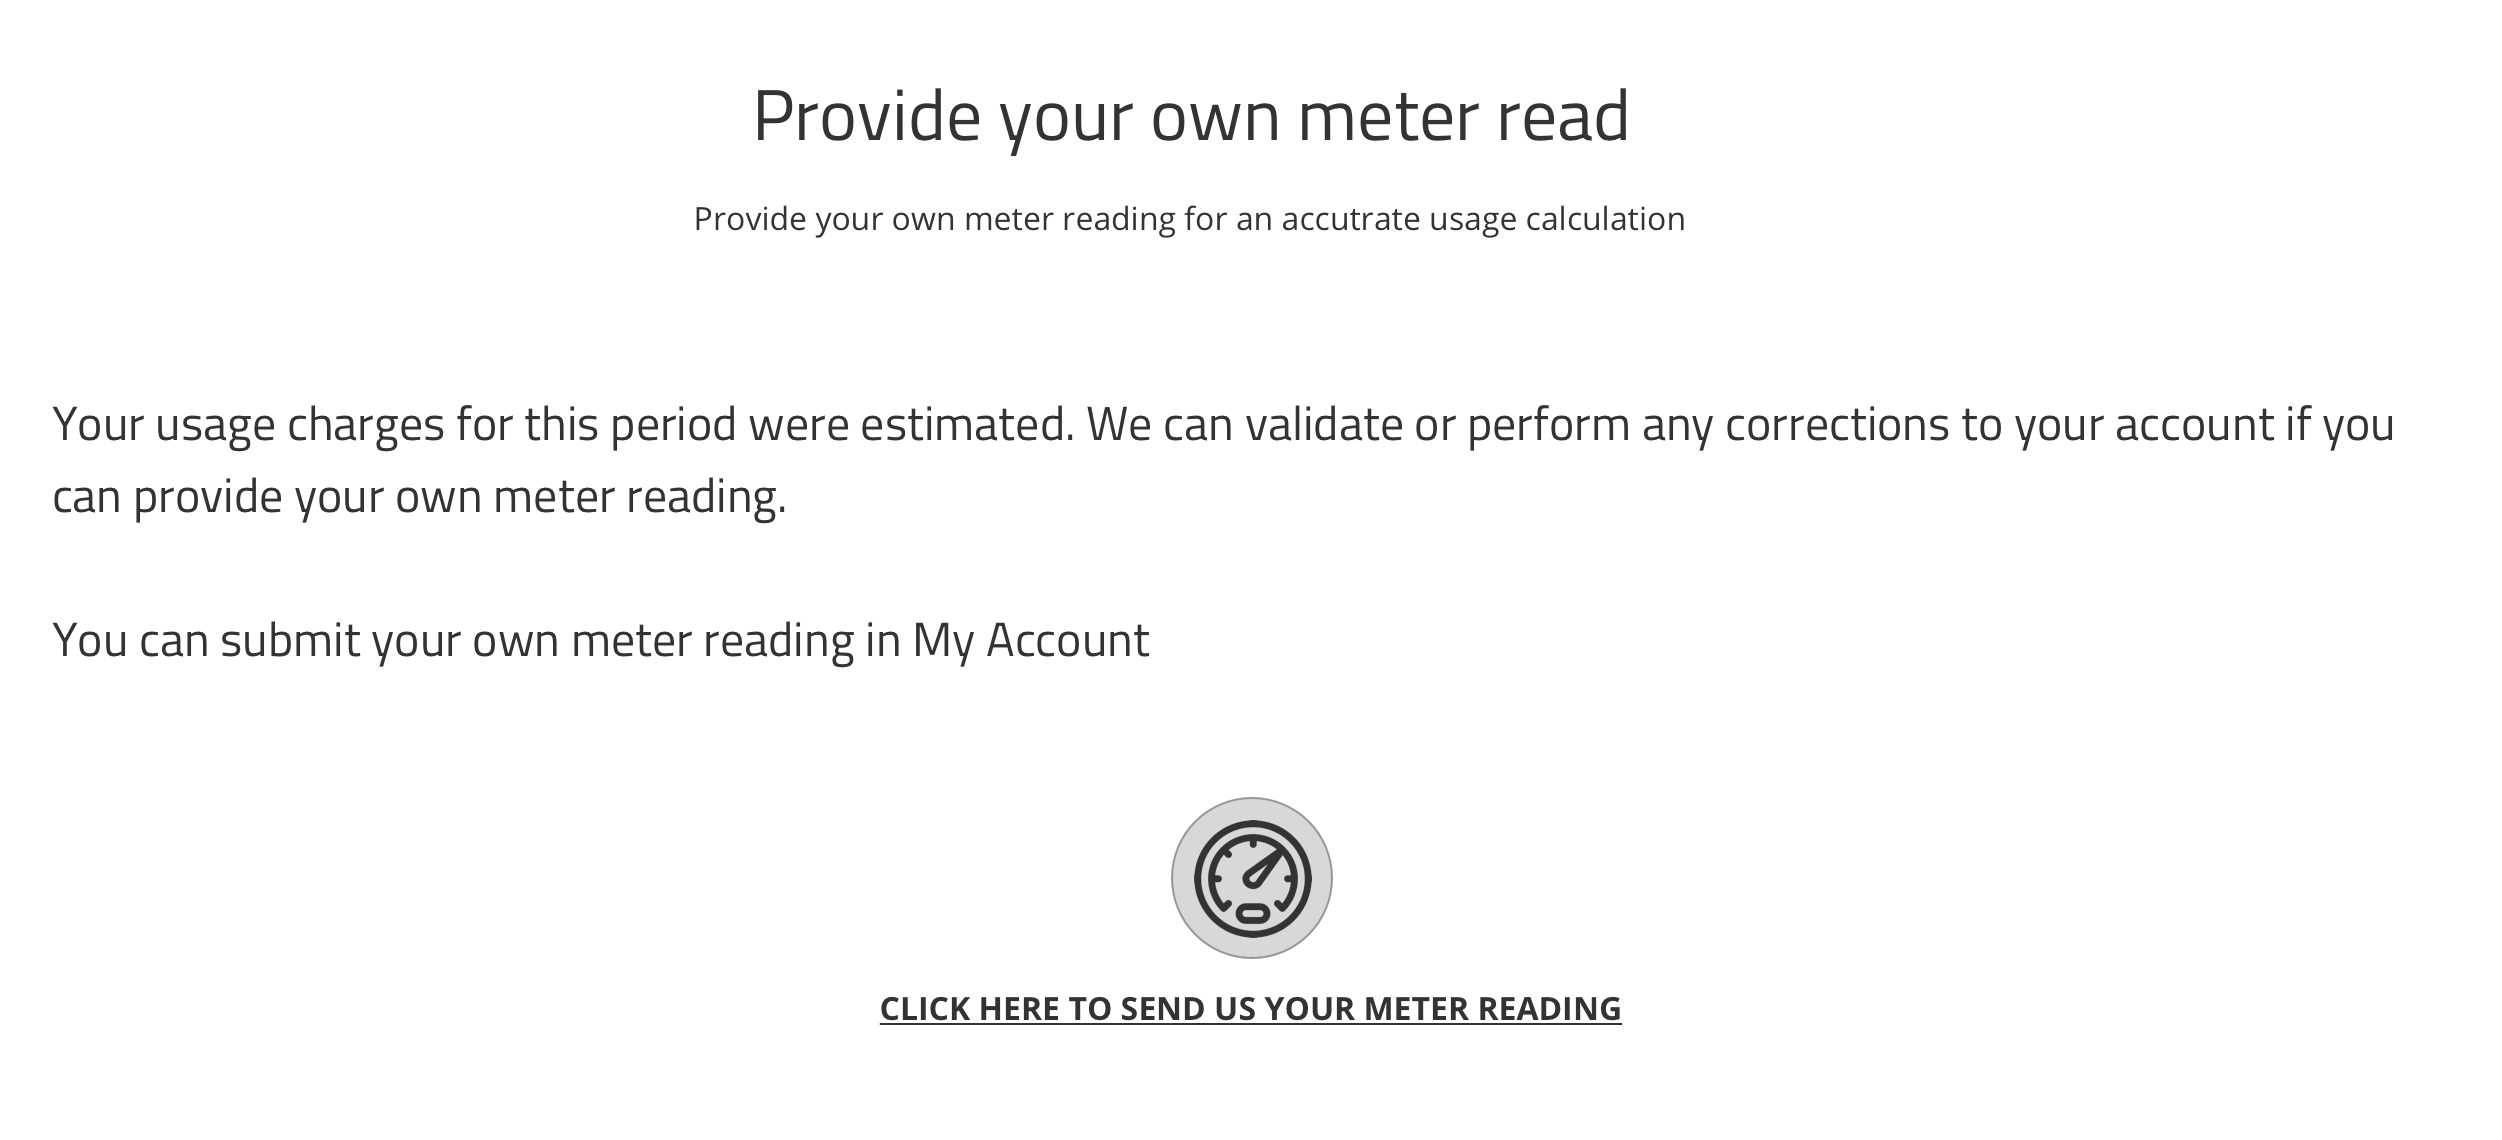 Provide your own meter read
Provide your own meter reading for an accutrate usage calculation
Your usage charges for this period were estimated. We can validate or perform any corrections to your account if you
can provide your own meter reading.
You can submit your own meter reading in My Account
CLICK HERE TO SEND US YOUR METER READING